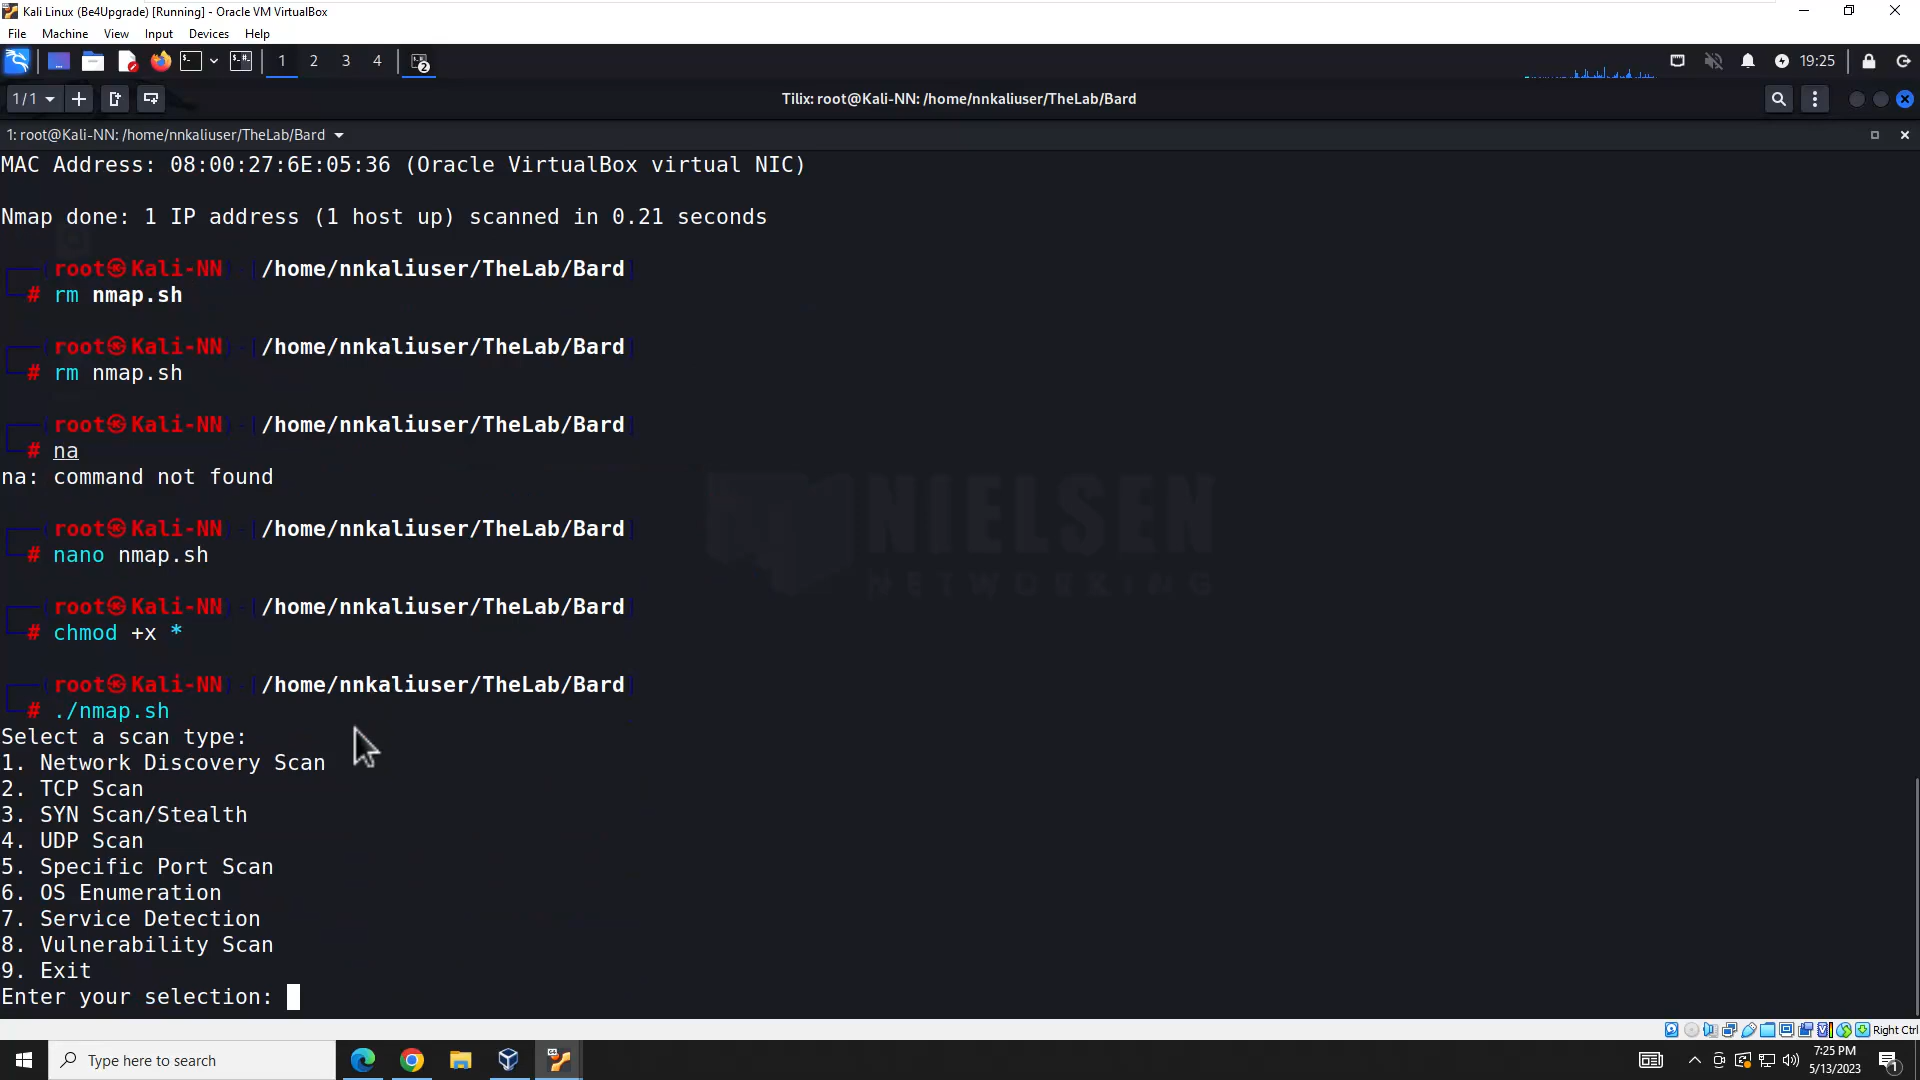 Kali Linux (Be4Upgrade) [Running] - Oracle VM VirtualBox
File Machine View Input Devices Help
1 2 3 4 2 19:25
1/1 Tilix: root@Kali-NN: /home/nnkaliuser/TheLab/Bard
1: root@Kali-NN: /home/nnkaliuser/TheLab/Bard
MAC Address: 08:00:27:6E:05:36 (Oracle VirtualBox virtual NIC)
Nmap done: 1 IP address (1 host up) scanned in 0.21 seconds
┌──(root㉿Kali-NN)-[/home/nnkaliuser/TheLab/Bard]
└─# rm nmap.sh
┌──(root㉿Kali-NN)-[/home/nnkaliuser/TheLab/Bard]
└─# rm nmap.sh
┌──(root㉿Kali-NN)-[/home/nnkaliuser/TheLab/Bard]
└─# na
na: command not found
┌──(root㉿Kali-NN)-[/home/nnkaliuser/TheLab/Bard]
└─# nano nmap.sh
┌──(root㉿Kali-NN)-[/home/nnkaliuser/TheLab/Bard]
└─# chmod +x *
┌──(root㉿Kali-NN)-[/home/nnkaliuser/TheLab/Bard]
└─# ./nmap.sh
Select a scan type:
1. Network Discovery Scan
2. TCP Scan
3. SYN Scan/Stealth
4. UDP Scan
5. Specific Port Scan
6. OS Enumeration
7. Service Detection
8. Vulnerability Scan
9. Exit
Enter your selection:
NIELSEN
NETWORKING
Right Ctrl
Type here to search
7:25 PM
5/13/2023
1